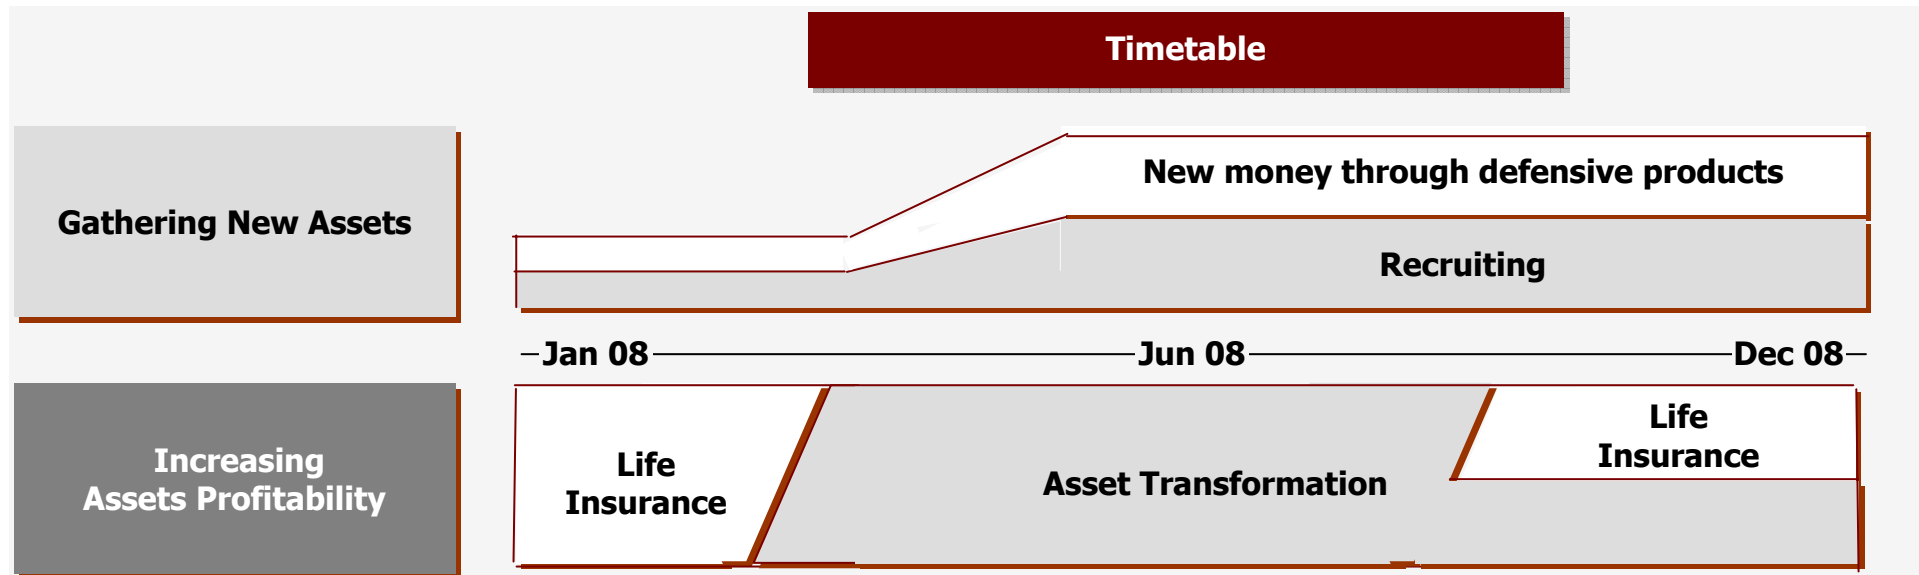 Timetable
New money through defensive products
Gathering New Assets
Recruiting
Jan 08
Jun 08
Dec 08
Increasing
Assets Profitability
Life
Insurance
Asset Transformation
Life
Insurance